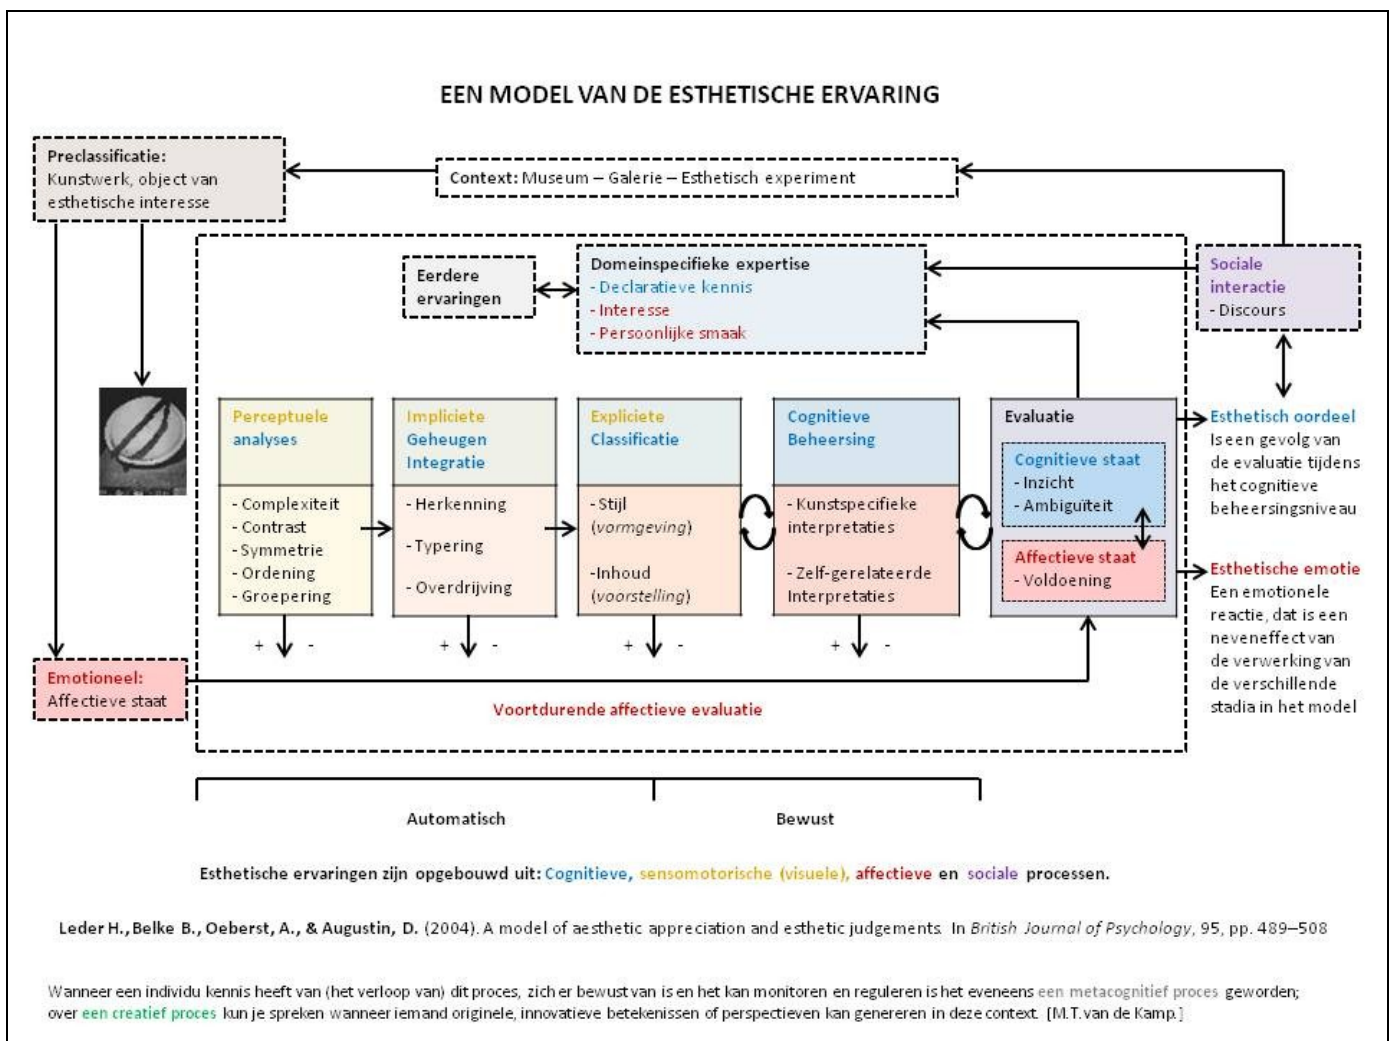 EEN MODEL VAN DE ESTHETISCHE ERVARING
Preclassificatie:
Kunstwerk, object van
esthetische interesse
Context: Museum – Galerie – Esthetisch experiment
Eerdere
ervaringen
Domeinspecifieke expertise
- Declaratieve kennis
- Interesse
- Persoonlijke smaak
Sociale
interactie
- Discours
Perceptuele
analyses
- Complexiteit
- Contrast
- Symmetrie
- Ordening
- Groepering
Impliciete
Geheugen
Integratie
- Herkenning
- Typering
- Overdrijving
Expliciete
Classificatie
- Stijl
(vormgeving)
- Inhoud
(voorstelling)
Cognitieve
Beheersing
- Kunstspecifieke
interpretaties
- Zelf-gerelateerde
Interpretaties
Evaluatie
Cognitieve staat
- Inzicht
- Ambiguïteit
Affectieve staat
- Voldoening
Esthetisch oordeel
Is een gevolg van
de evaluatie tijdens
het cognitieve
beheersingsniveau
Esthetische emotie
Een emotionele
reactie, dat is een
neveneffect van
de verwerking van
de verschillende
stadia in het model
+ -
+ -
+ -
+ -
Emotioneel:
Affectieve staat
Voortdurende affectieve evaluatie
Automatisch
Bewust
Esthetische ervaringen zijn opgebouwd uit: Cognitieve, sensomotorische (visuele), affectieve en sociale processen.
Leder H., Belke B., Oeberst, A., & Augustin, D. (2004). A model of aesthetic appreciation and esthetic judgements. In British Journal of Psychology, 95, pp. 489–508
Wanneer een individu kennis heeft van (het verloop van) dit proces, zich er bewust van is en het kan monitoren en reguleren is het eveneens een metacognitief proces geworden;
over een creatief proces kun je spreken wanneer iemand originele, innovatieve betekenissen of perspectieven kan genereren in deze context. [M.T. van de Kamp.]